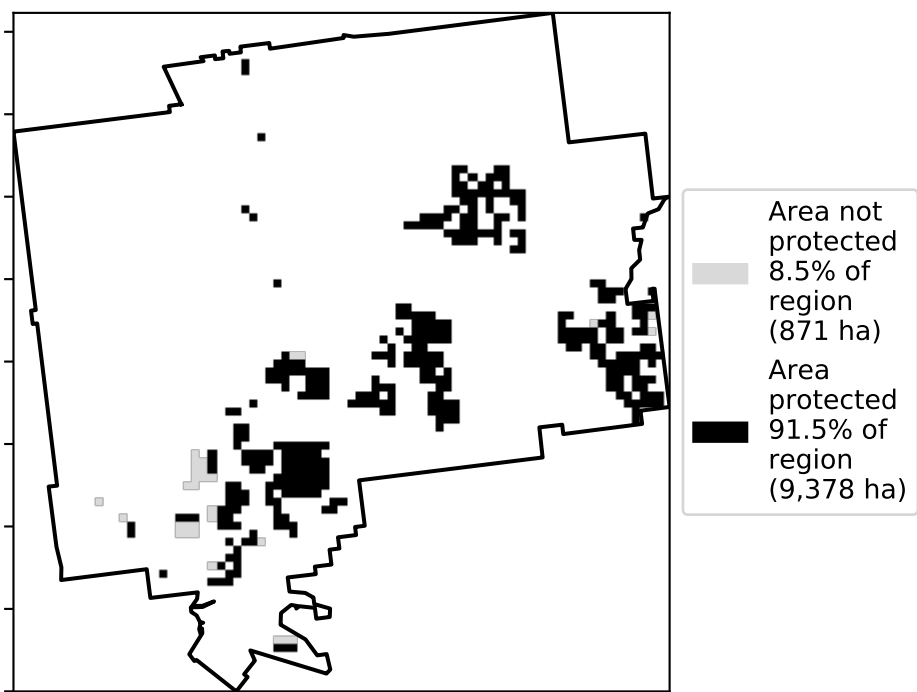 Area not
protected
8.5% of
region
(871 ha)
Area
protected
91.5% of
region
(9,378 ha)